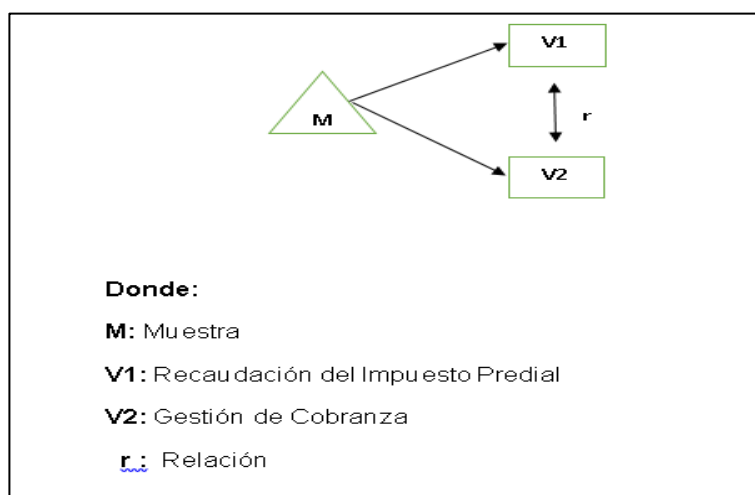 V1
M
r
V2
Donde:
M: Muestra
V1: Recaudación del Impuesto Predial
V2: Gestión de Cobranza
r : Relación